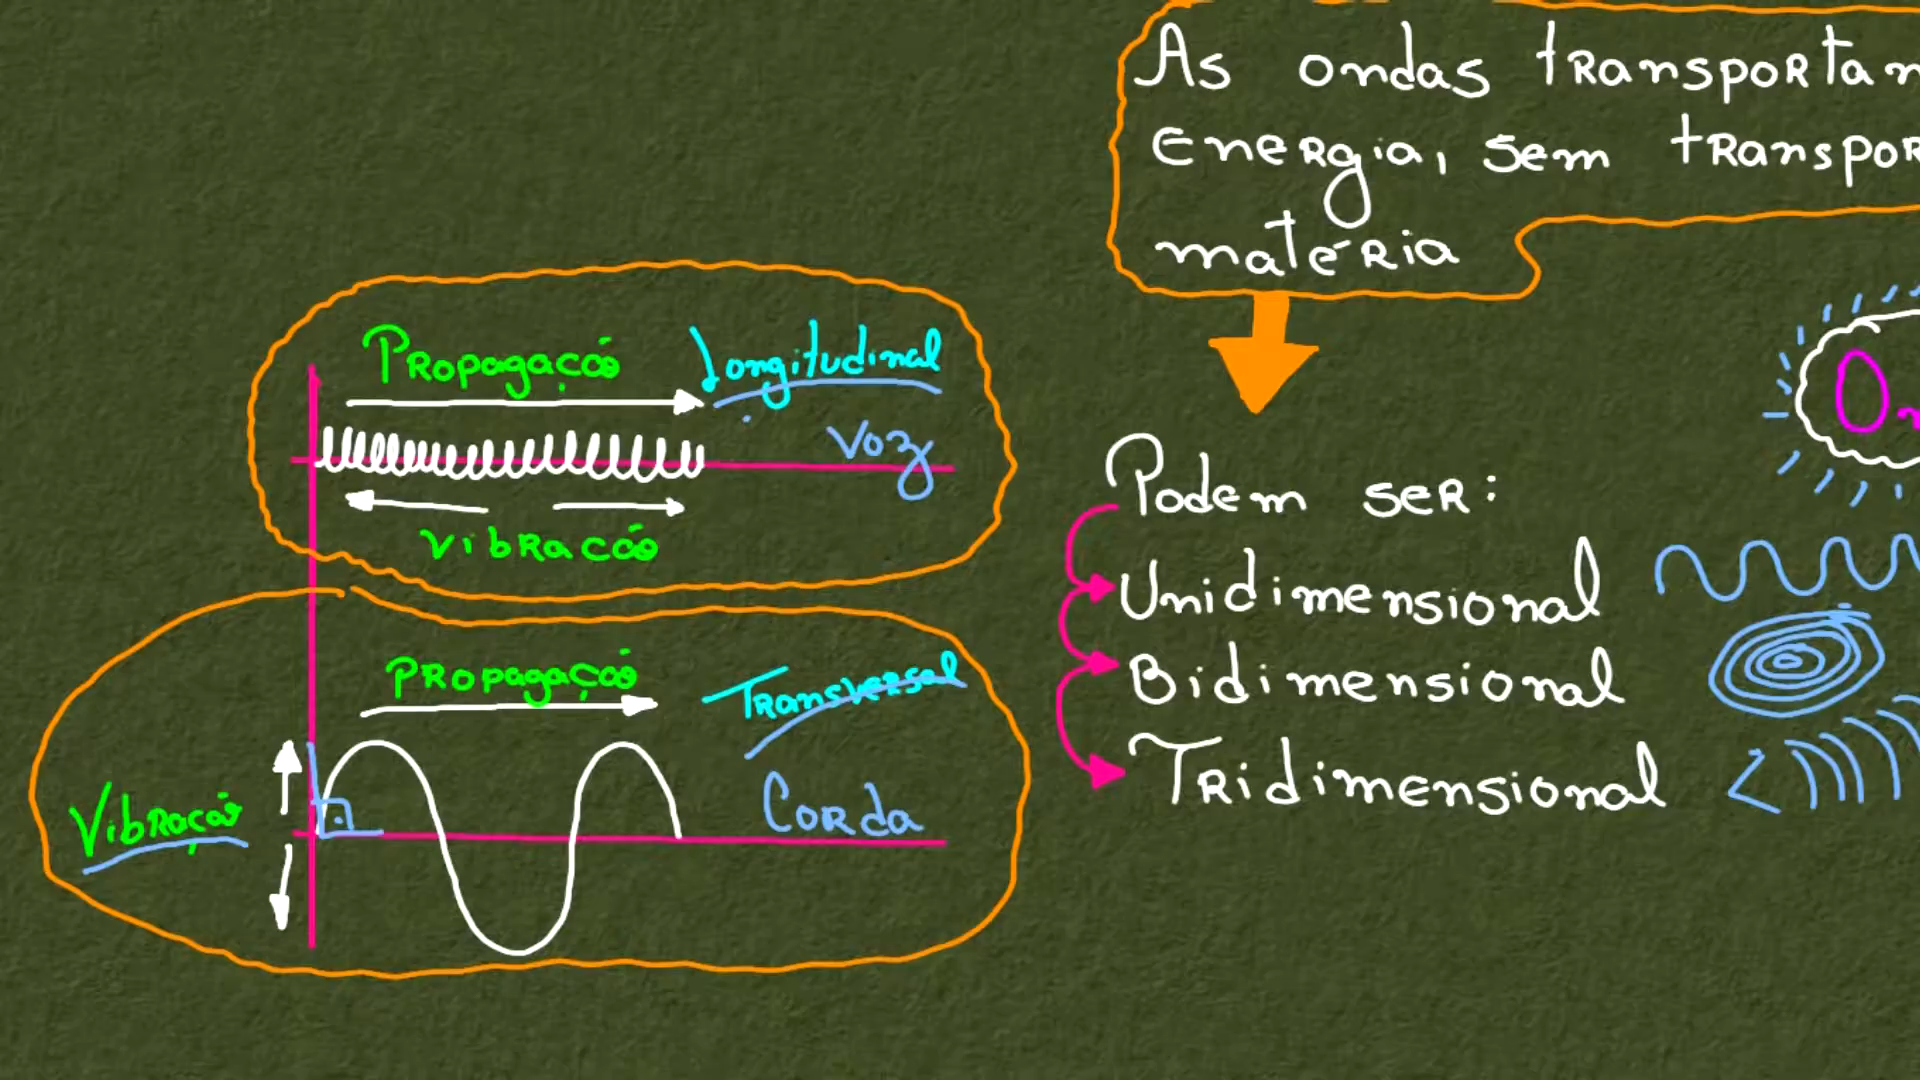 As ondas transportam
Energia, sem transpor
matéria
Propagação
Longitudinal
Voz
Vibracão
Propagação
Transversal
Vibração
Corda
Podem ser:
Unidimensional
Bidimensional
Tridimensional